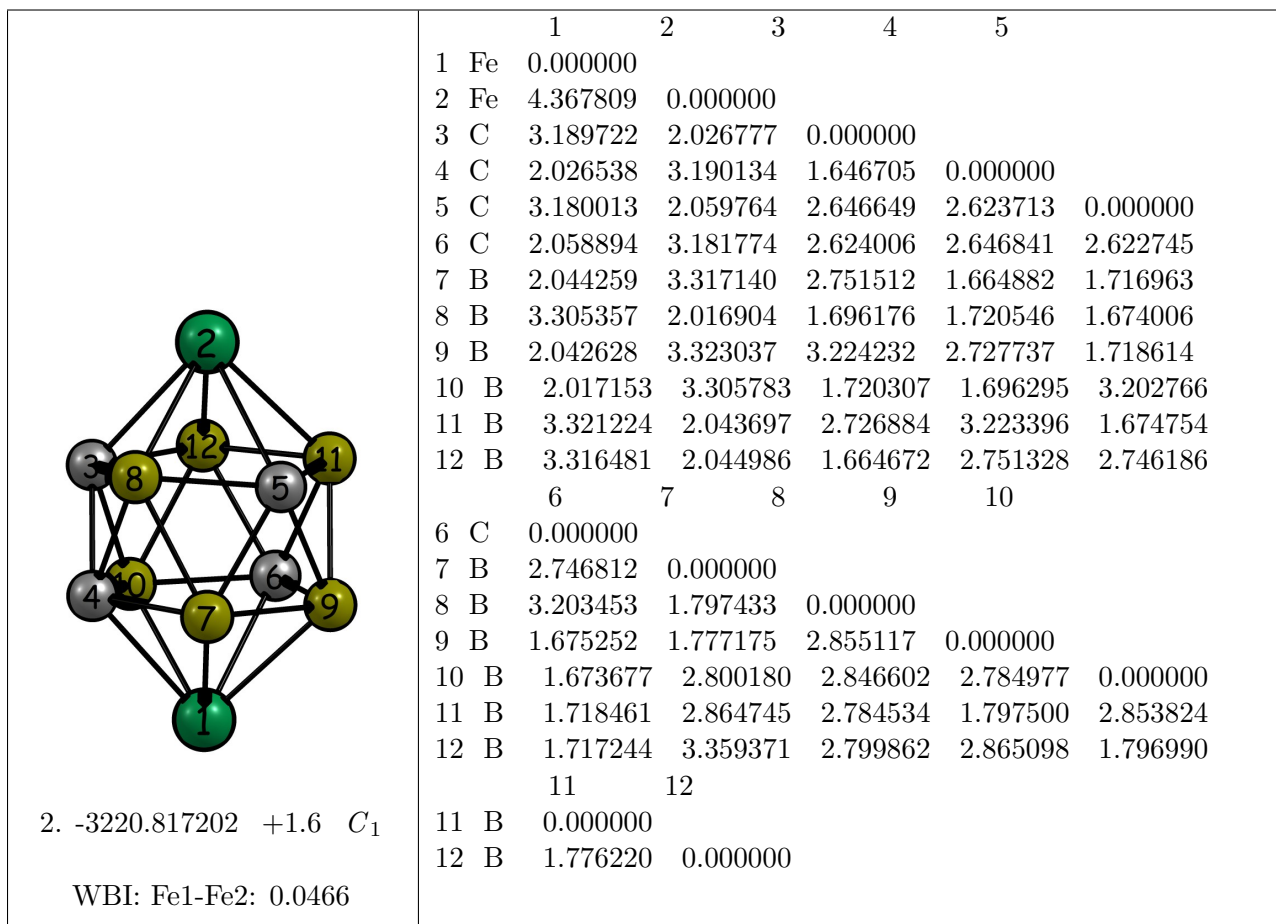 2
3
8
12
11
5
4
10
7
6
9
1
2. -3220.817202 +1.6 C₁
WBI: Fe1-Fe2: 0.0466
1 2 3 4 5
1 Fe 0.000000
2 Fe 4.367809 0.000000
3 C 3.189722 2.026777 0.000000
4 C 2.026538 3.190134 1.646705 0.000000
5 C 3.180013 2.059764 2.646649 2.623713 0.000000
6 C 2.058894 3.181774 2.624006 2.646841 2.622745
7 B 2.044259 3.317140 2.751512 1.664882 1.716963
8 B 3.305357 2.016904 1.696176 1.720546 1.674006
9 B 2.042628 3.323037 3.224232 2.727737 1.718614
10 B 2.017153 3.305783 1.720307 1.696295 3.202766
11 B 3.321224 2.043697 2.726884 3.223396 1.674754
12 B 3.316481 2.044986 1.664672 2.751328 2.746186
6 7 8 9 10
6 C 0.000000
7 B 2.746812 0.000000
8 B 3.203453 1.797433 0.000000
9 B 1.675252 1.777175 2.855117 0.000000
10 B 1.673677 2.800180 2.846602 2.784977 0.000000
11 B 1.718461 2.864745 2.784534 1.797500 2.853824
12 B 1.717244 3.359371 2.799862 2.865098 1.796990
11 12
11 B 0.000000
12 B 1.776220 0.000000